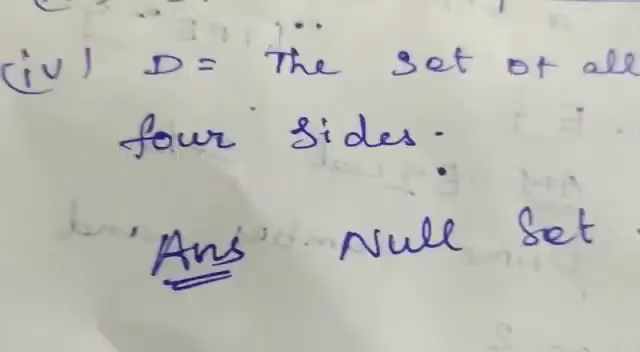 (iv) D = The set of all
four sides.
Ans Null Set